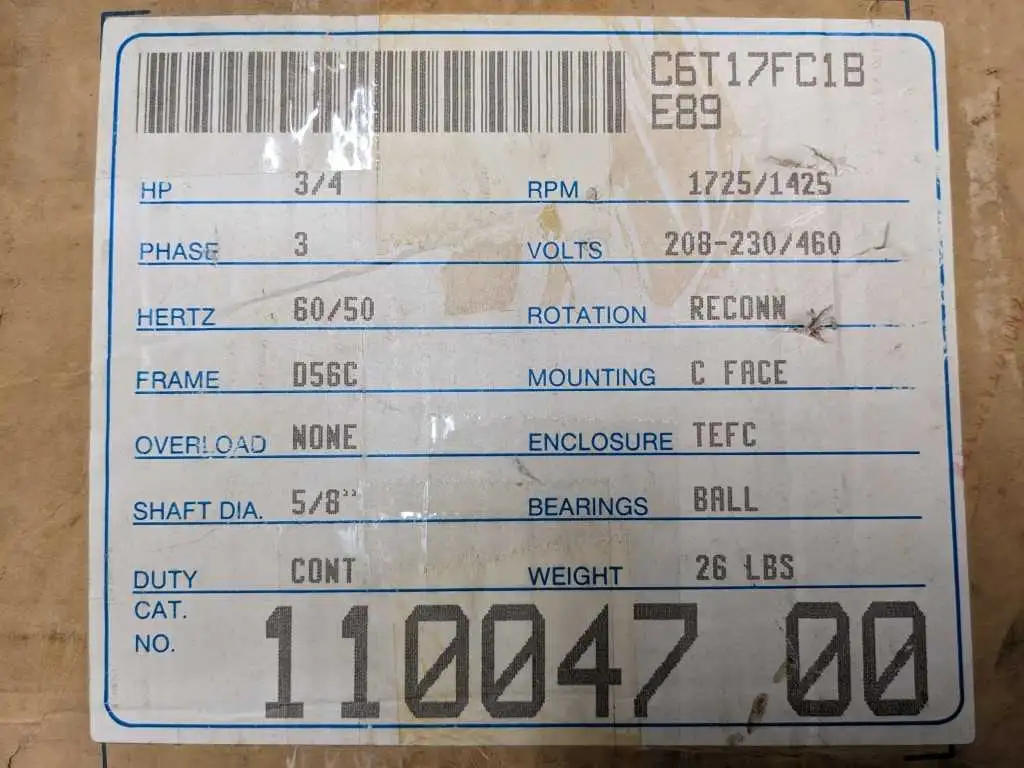 C6T17FC1B
E89
HP 3/4 RPM 1725/1425
PHASE 3 VOLTS 208-230/460
HERTZ 60/50 ROTATION RECONN
FRAME D56C MOUNTING C FACE
OVERLOAD NONE ENCLOSURE TEFC
SHAFT DIA. 5/8" BEARINGS BALL
DUTY CONT WEIGHT 26 LBS
CAT.
NO. 110047 00